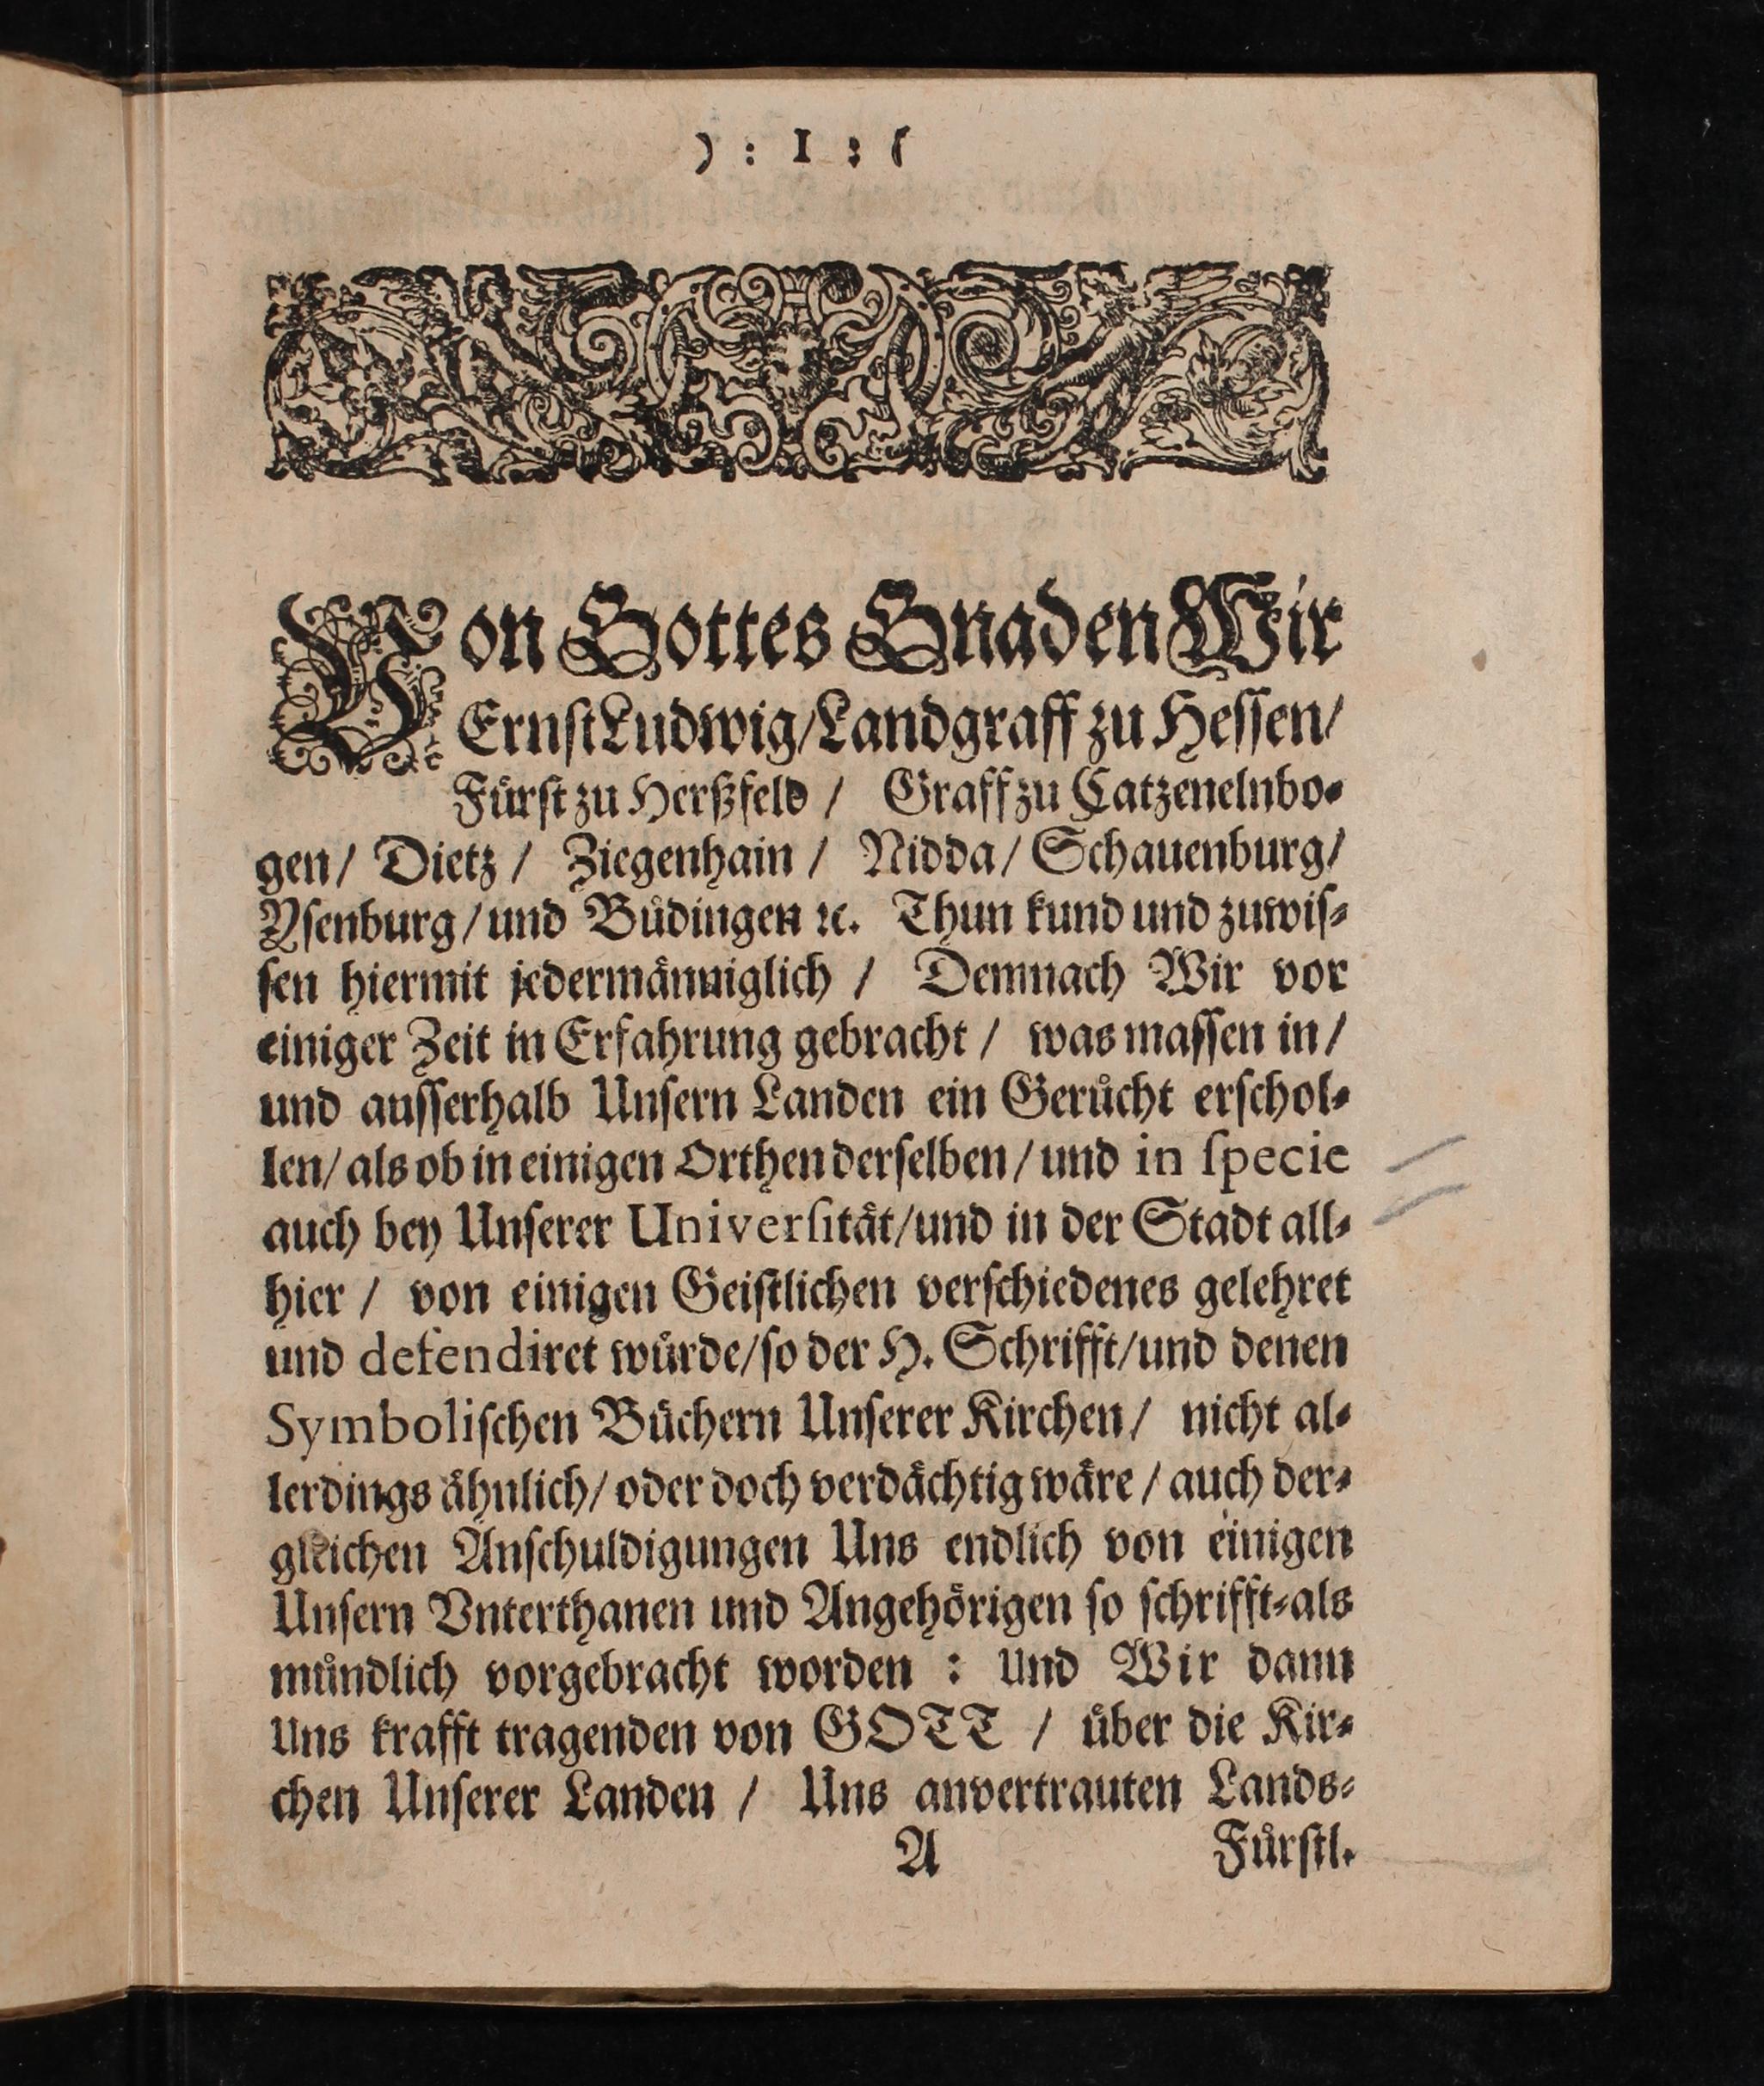 ) : 1 : (
Von Gottes Gnaden Wir
Ernst Ludwig/Landgraff zu Hessen/
Fürst zu Herßfeld / Graff zu Catzenelnbo-
gen/ Dietz / Ziegenhain / Nidda/ Schauenburg/
Ysenburg/und Büdingen ꝛc. Thun kund und zuwis-
sen hiermit jedermänniglich / Demnach Wir vor
einiger Zeit in Erfahrung gebracht / was massen in/
und ausserhalb Unsern Landen ein Gerücht erschol-
len/als ob in einigen Orthen derselben/und in specie
auch bey Unserer Universität/und in der Stadt all-
hier / von einigen Geistlichen verschiedenes gelehret
und defendiret würde/so der H. Schrifft/und denen
Symbolischen Büchern Unserer Kirchen/ nicht al-
lerdings ähnlich/oder doch verdächtig wäre / auch der-
gleichen Anschuldigungen Uns endlich von einigen
Unsern Vnterthanen und Angehörigen so schrifft-als
mündlich vorgebracht worden : Und Wir dann
Uns krafft tragenden von GOTT / über die Kir-
chen Unserer Landen / Uns anvertrauten Lands-
A Fürstl.